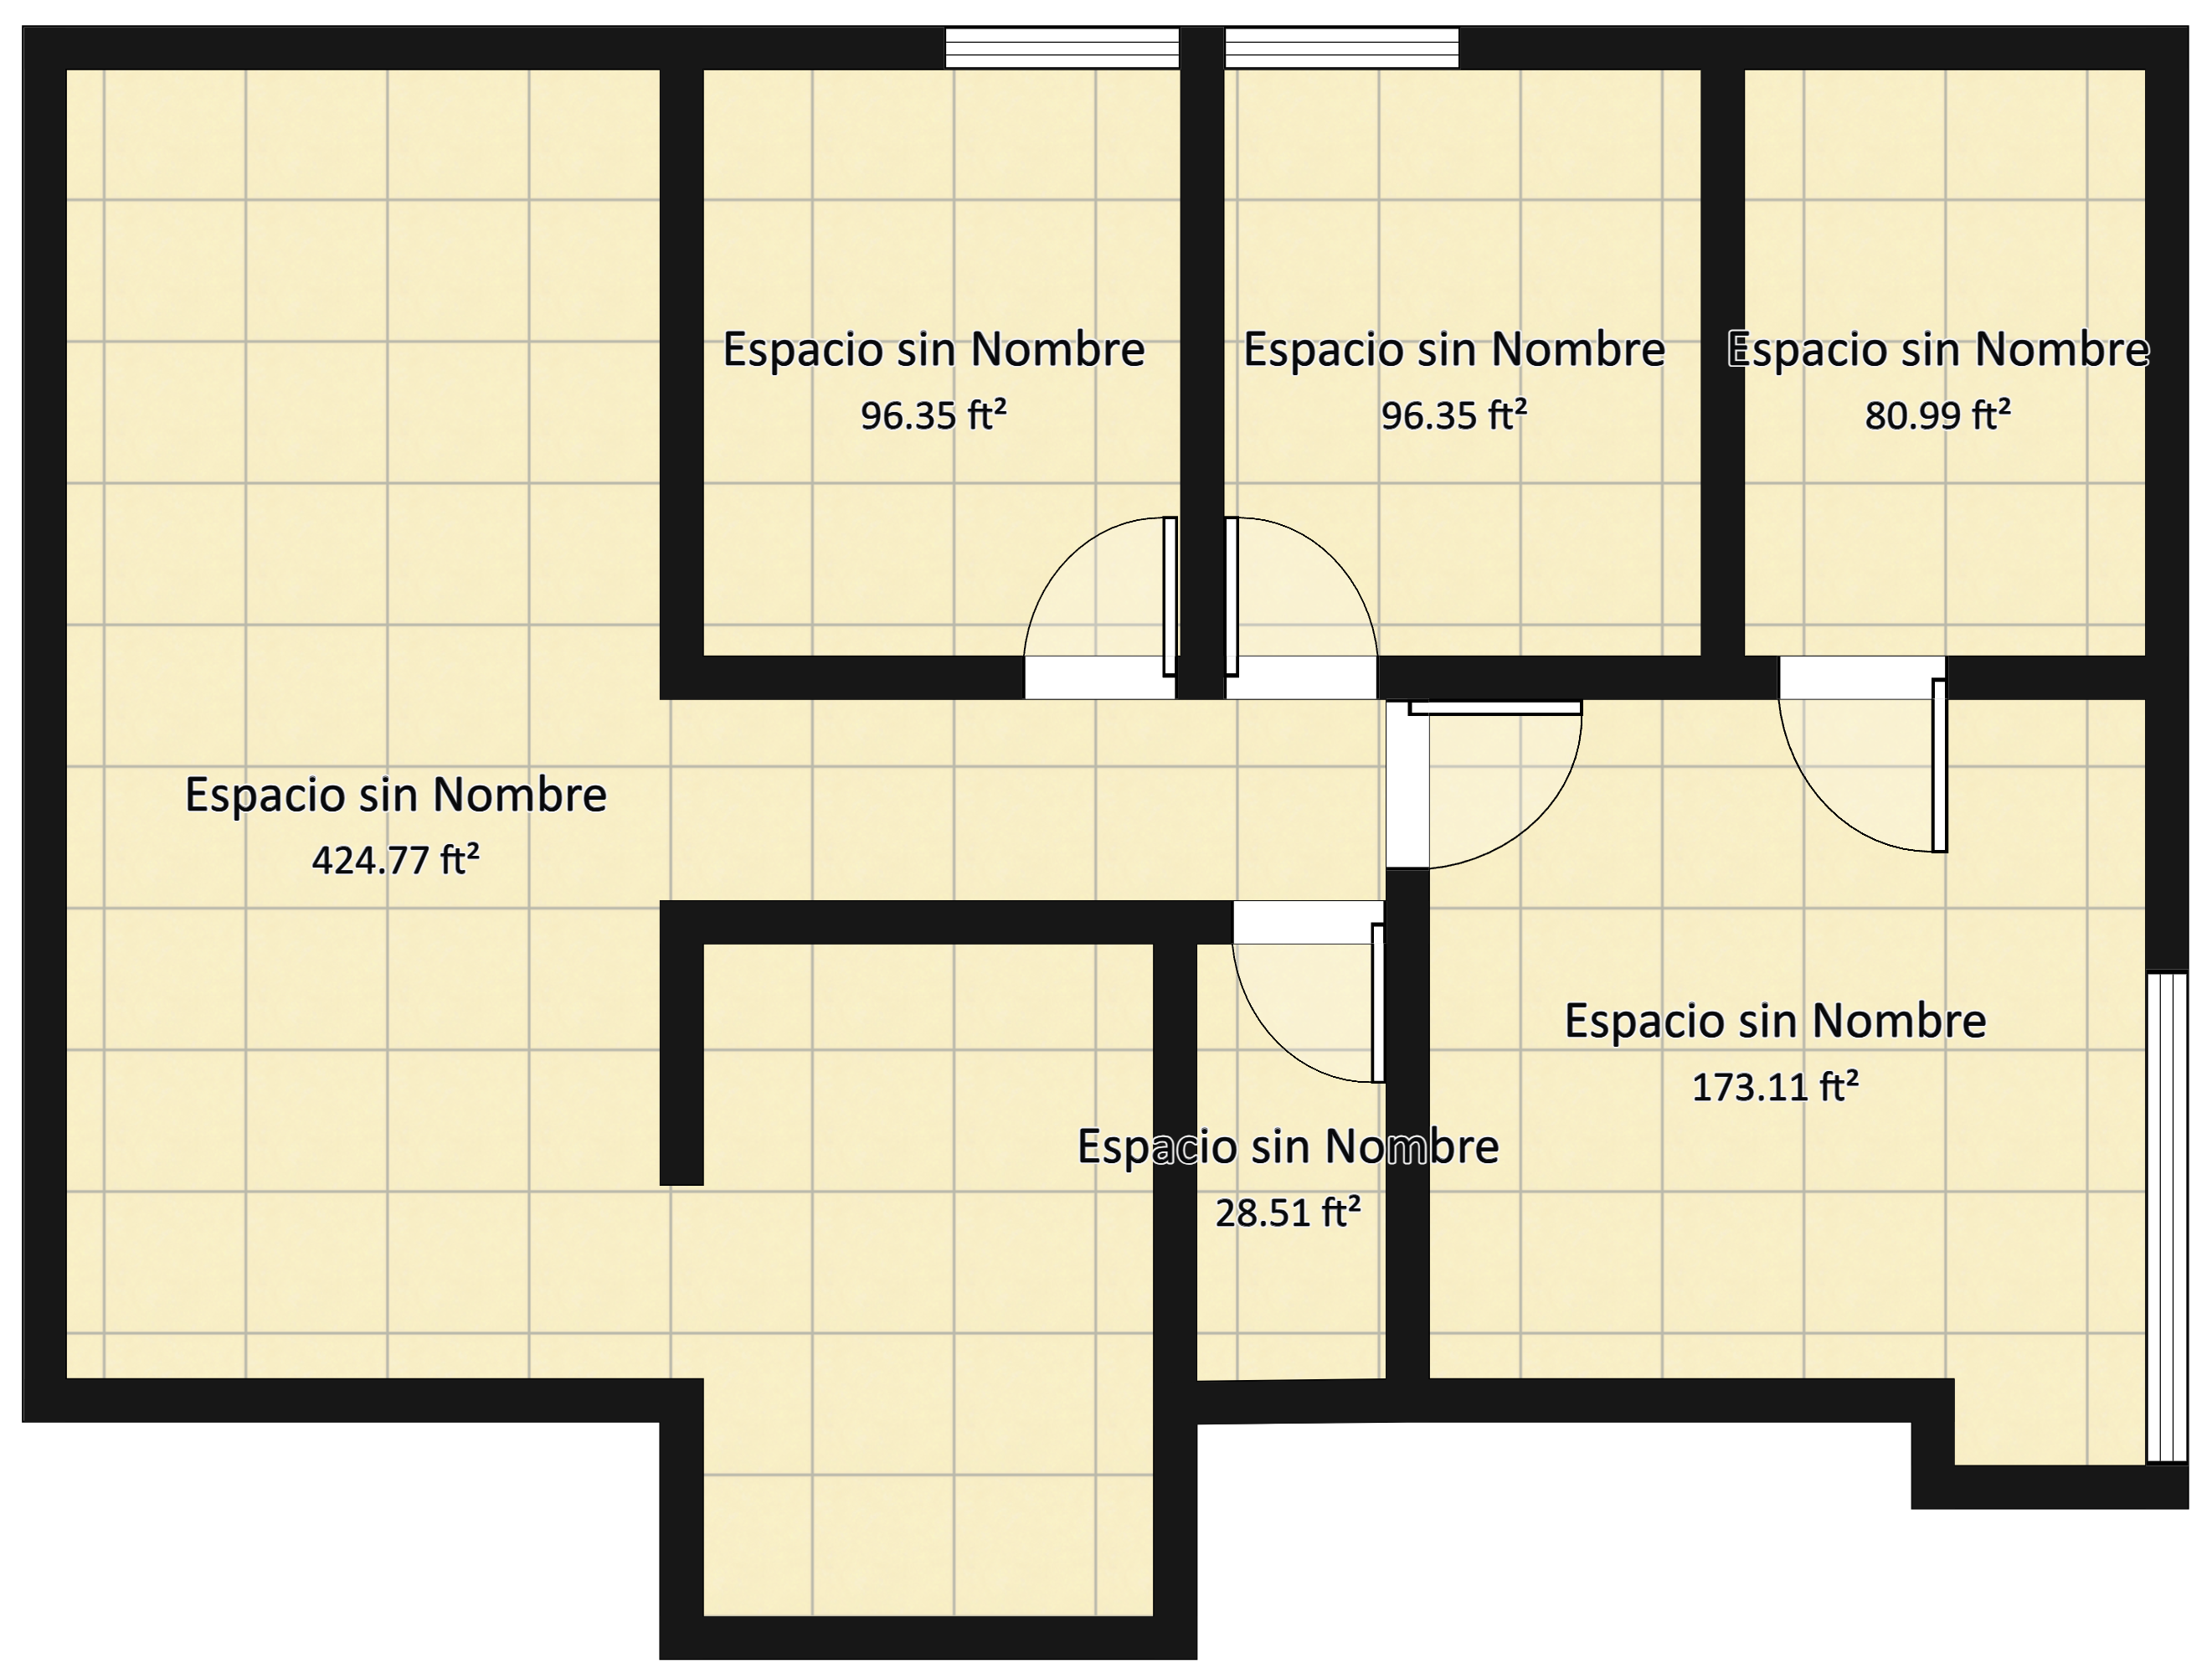 Espacio sin Nombre
96.35 ft²
Espacio sin Nombre
96.35 ft²
Espacio sin Nombre
80.99 ft²
Espacio sin Nombre
424.77 ft²
Espacio sin Nombre
173.11 ft²
Espacio sin Nombre
28.51 ft²